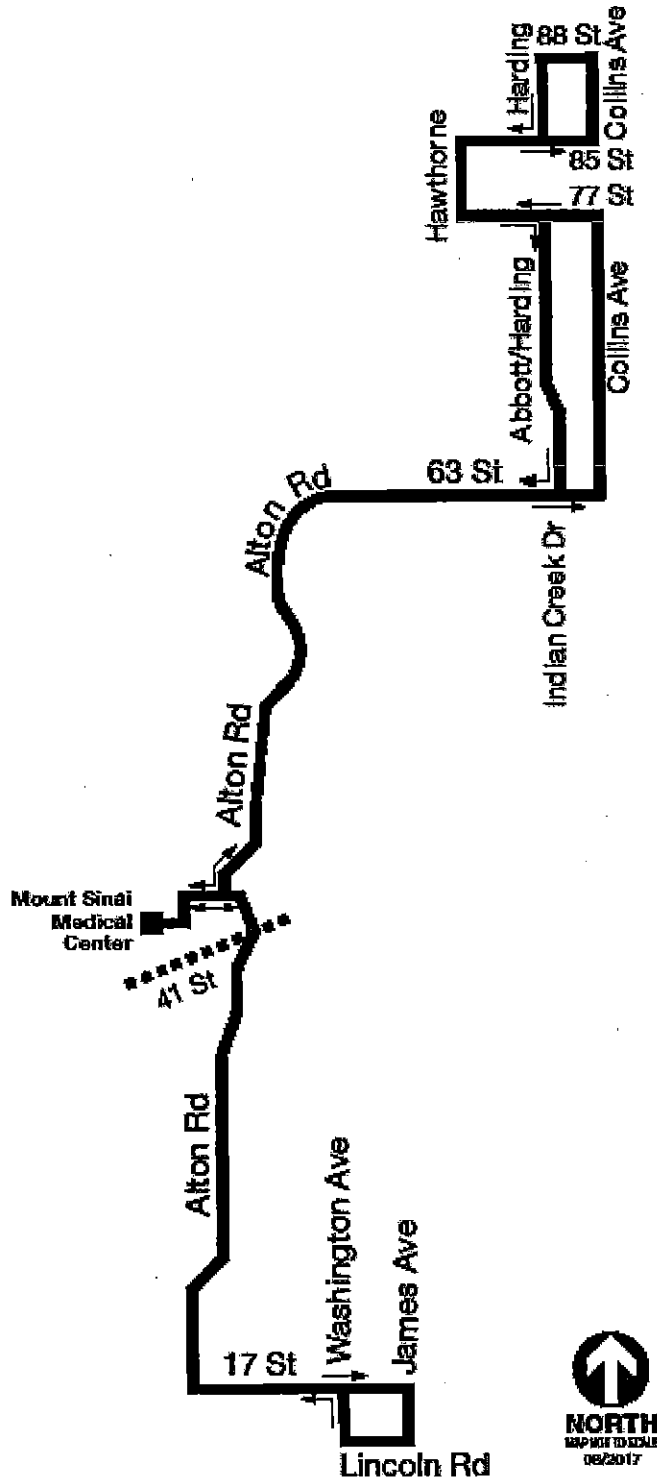 88 St
Harding
Collins Ave
Hawthorne
85 St
77 St
Abbott/Harding
Collins Ave
63 St
Alton Rd
Indian Creek Dr
Alton Rd
Mount Sinai
Medical
Center
41 St
Alton Rd
Washington Ave
James Ave
17 St
Lincoln Rd
NORTH
MAP NOT TO SCALE
06/2017